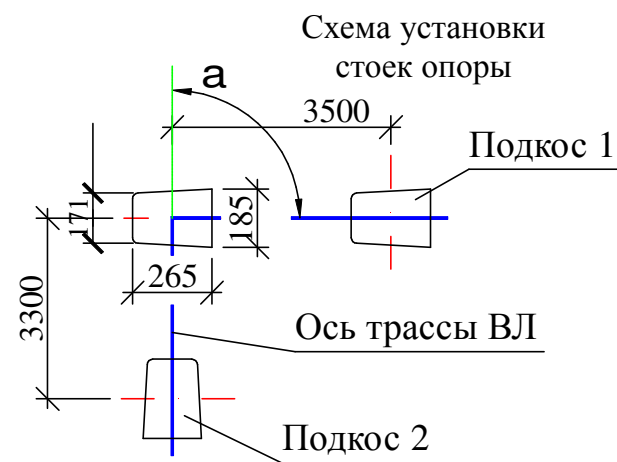 Схема установки
стоек опоры
a
3500
Подкос 1
171
185
265
3300
Ось трассы ВЛ
Подкос 2